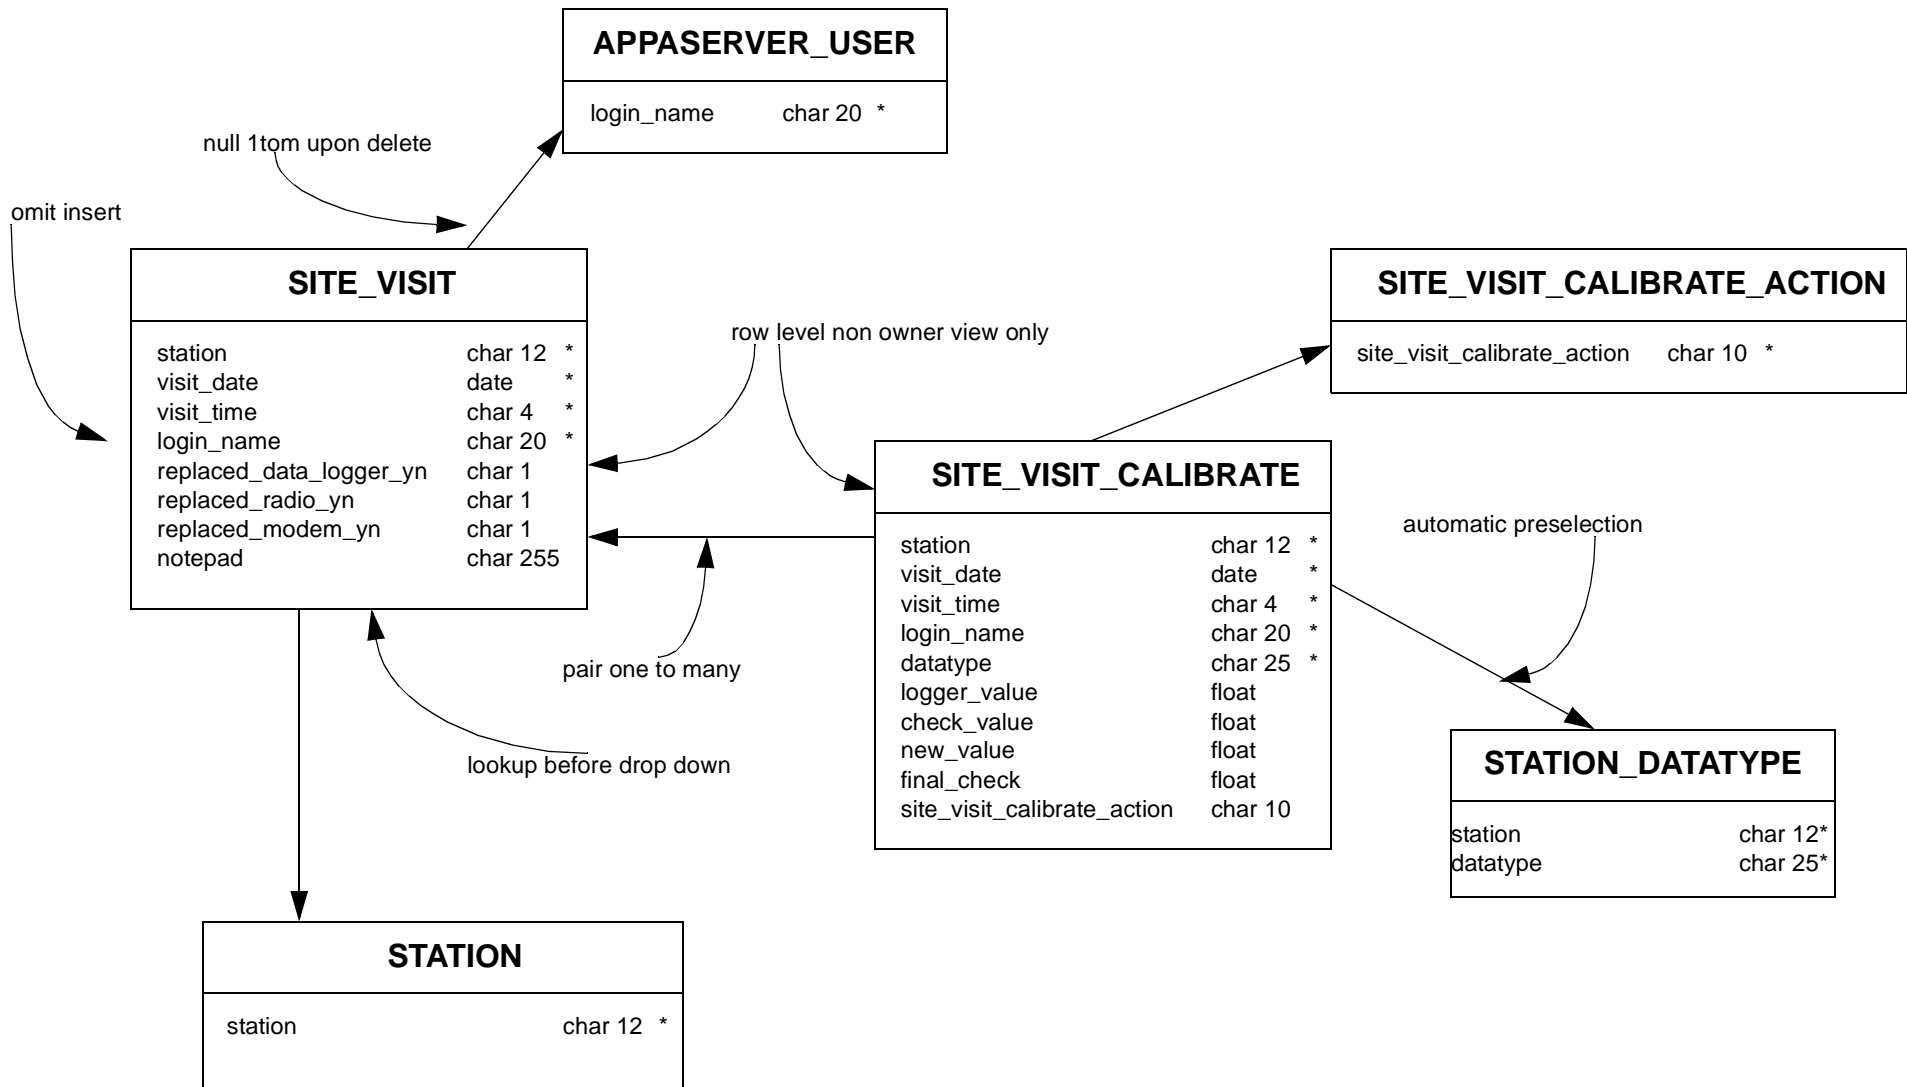 APPASERVER_USER
login_name char 20 *
null 1tom upon delete
omit insert
SITE_VISIT
station char 12 *
visit_date date *
visit_time char 4 *
login_name char 20 *
replaced_data_logger_yn char 1
replaced_radio_yn char 1
replaced_modem_yn char 1
notepad char 255
row level non owner view only
SITE_VISIT_CALIBRATE_ACTION
site_visit_calibrate_action char 10 *
SITE_VISIT_CALIBRATE
station char 12 *
visit_date date *
visit_time char 4 *
login_name char 20 *
datatype char 25 *
logger_value float
check_value float
new_value float
final_check float
site_visit_calibrate_action char 10
automatic preselection
pair one to many
lookup before drop down
STATION_DATATYPE
station char 12*
datatype char 25*
STATION
station char 12 *